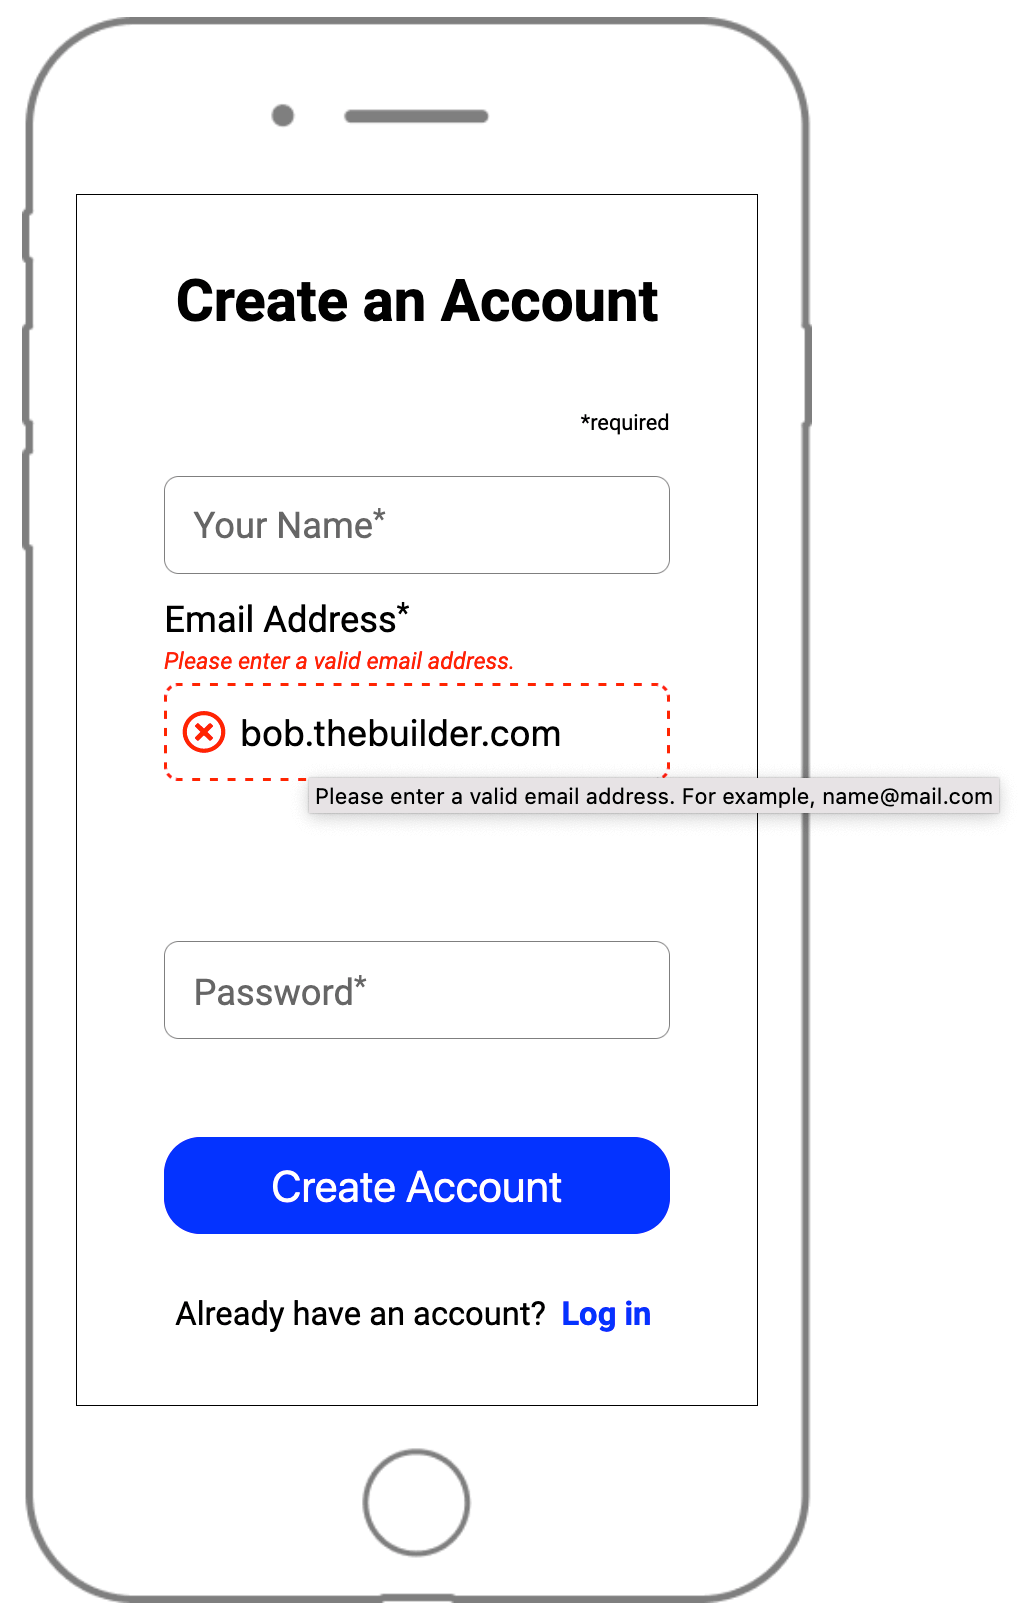 Create an Account
*required
Your Name*
Email Address*
Please enter a valid email address.
bob.thebuilder.com
Please enter a valid email address. For example, name@mail.com
Password*
Create Account
Already have an account? Log in